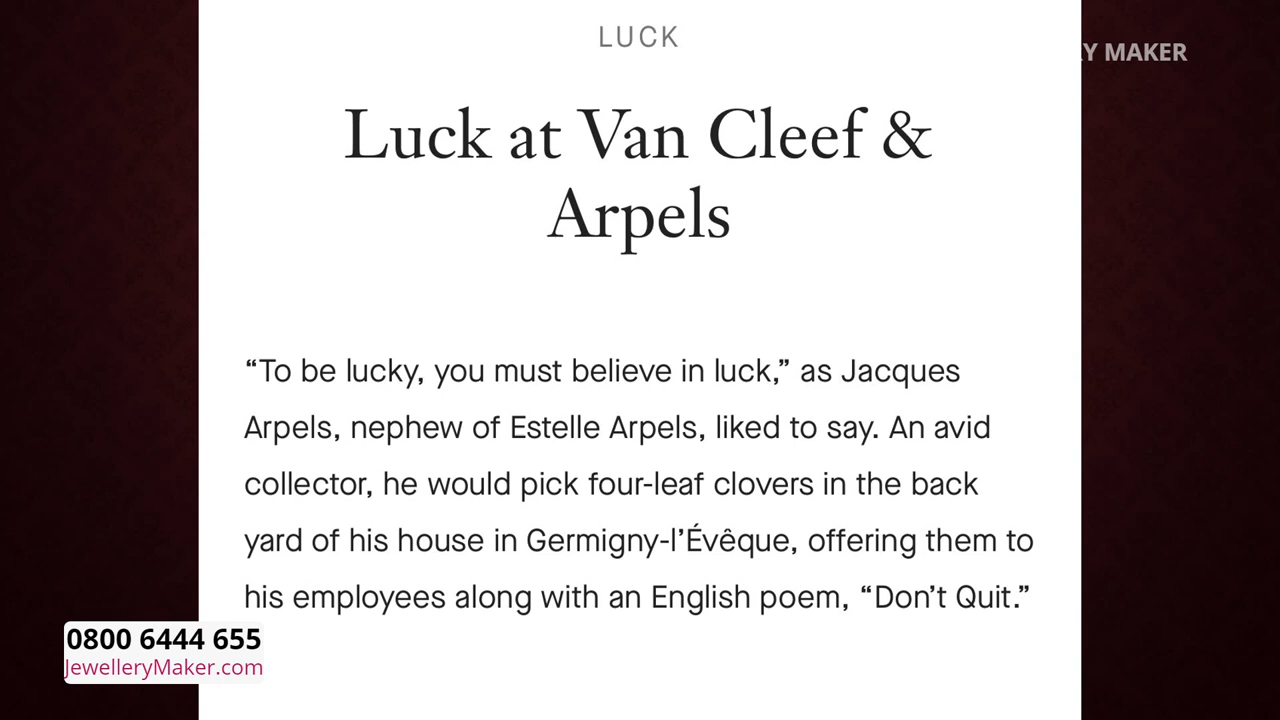 LUCK
Y MAKER
Luck at Van Cleef &
Arpels
“To be lucky, you must believe in luck,” as Jacques
Arpels, nephew of Estelle Arpels, liked to say. An avid
collector, he would pick four-leaf clovers in the back
yard of his house in Germigny-l’Évêque, offering them to
his employees along with an English poem, “Don’t Quit.”
0800 6444 655
JewelleryMaker.com